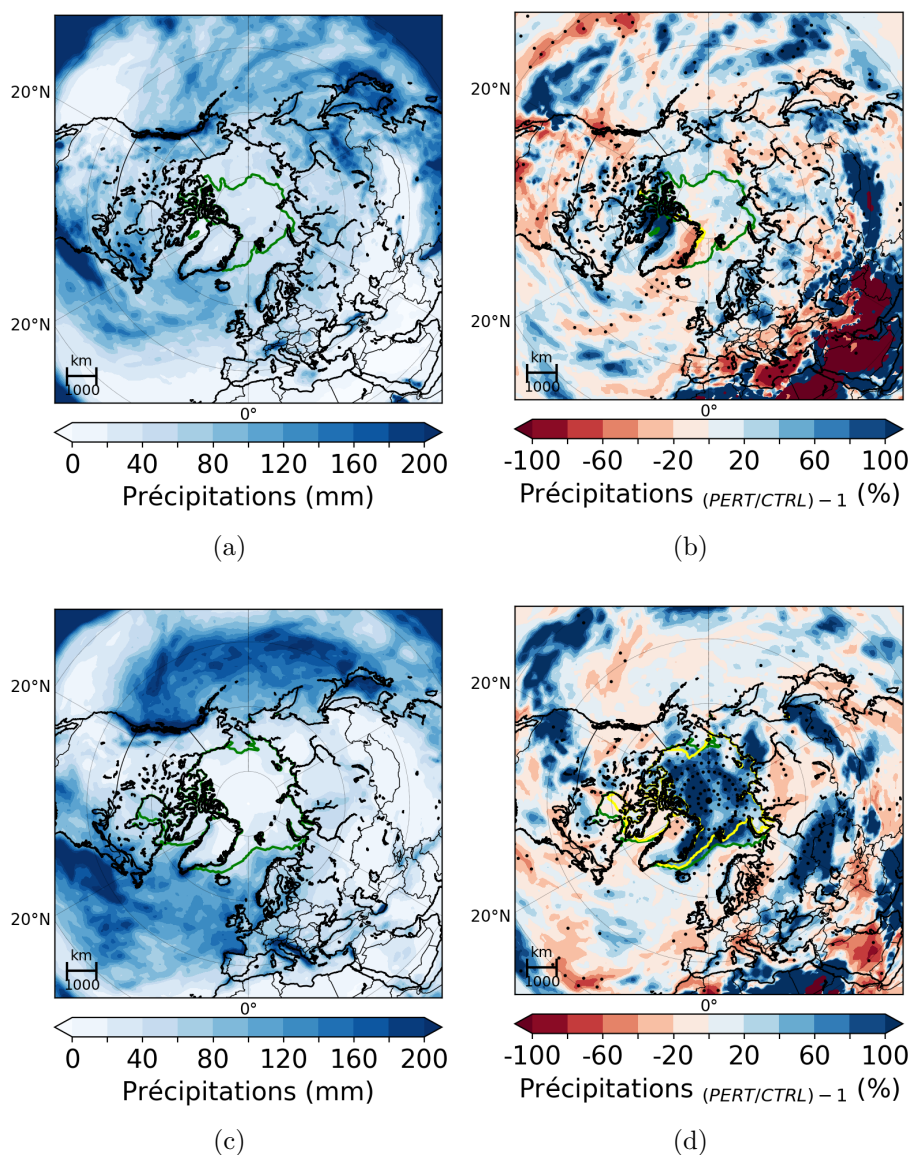 20°N
20°N
km
1000
0°
0 40 80 120 160 200
Précipitations (mm)
(a)
20°N
20°N
km
1000
0°
-100 -60 -20 20 60 100
Précipitations (PERT/CTRL) − 1 (%)
(b)
20°N
20°N
km
1000
0°
0 40 80 120 160 200
Précipitations (mm)
(c)
20°N
20°N
km
1000
0°
-100 -60 -20 20 60 100
Précipitations (PERT/CTRL) − 1 (%)
(d)